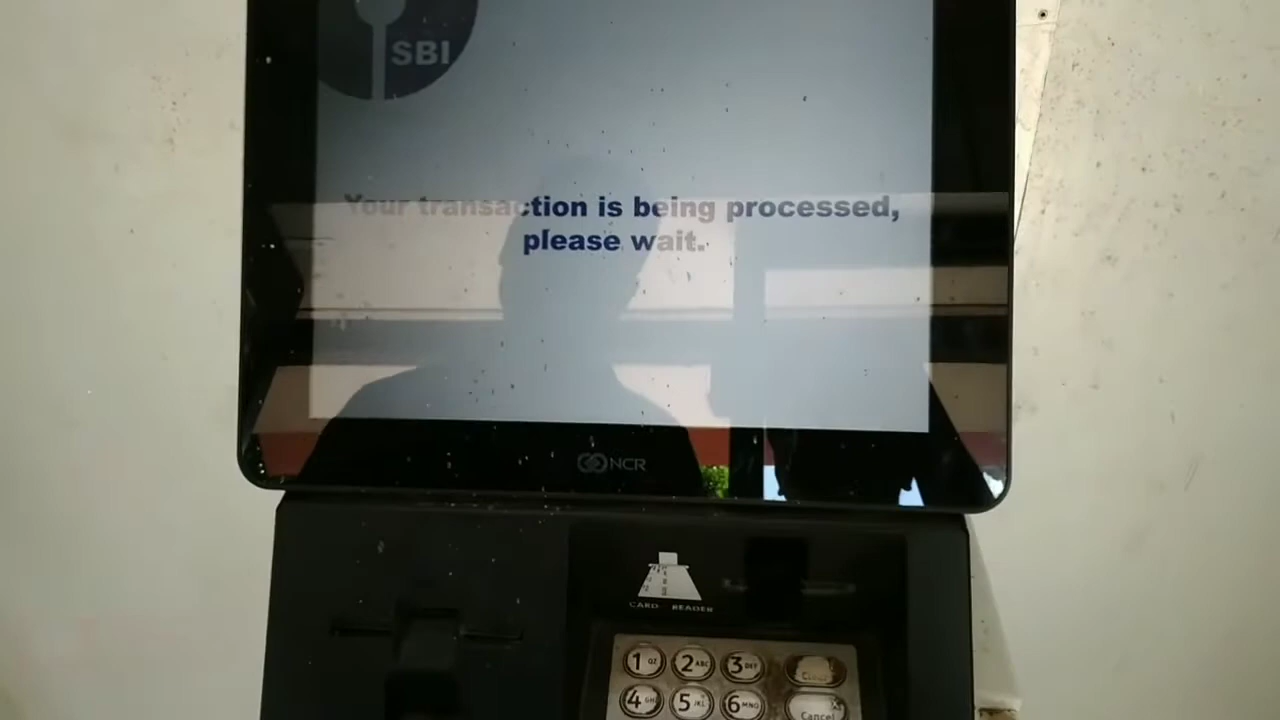 SBI
Your transaction is being processed,
please wait.
NCR
CARD READER
1 QZ 2 ABC 3 DEF
4 GHI 5 JKL 6 MNO Cancel